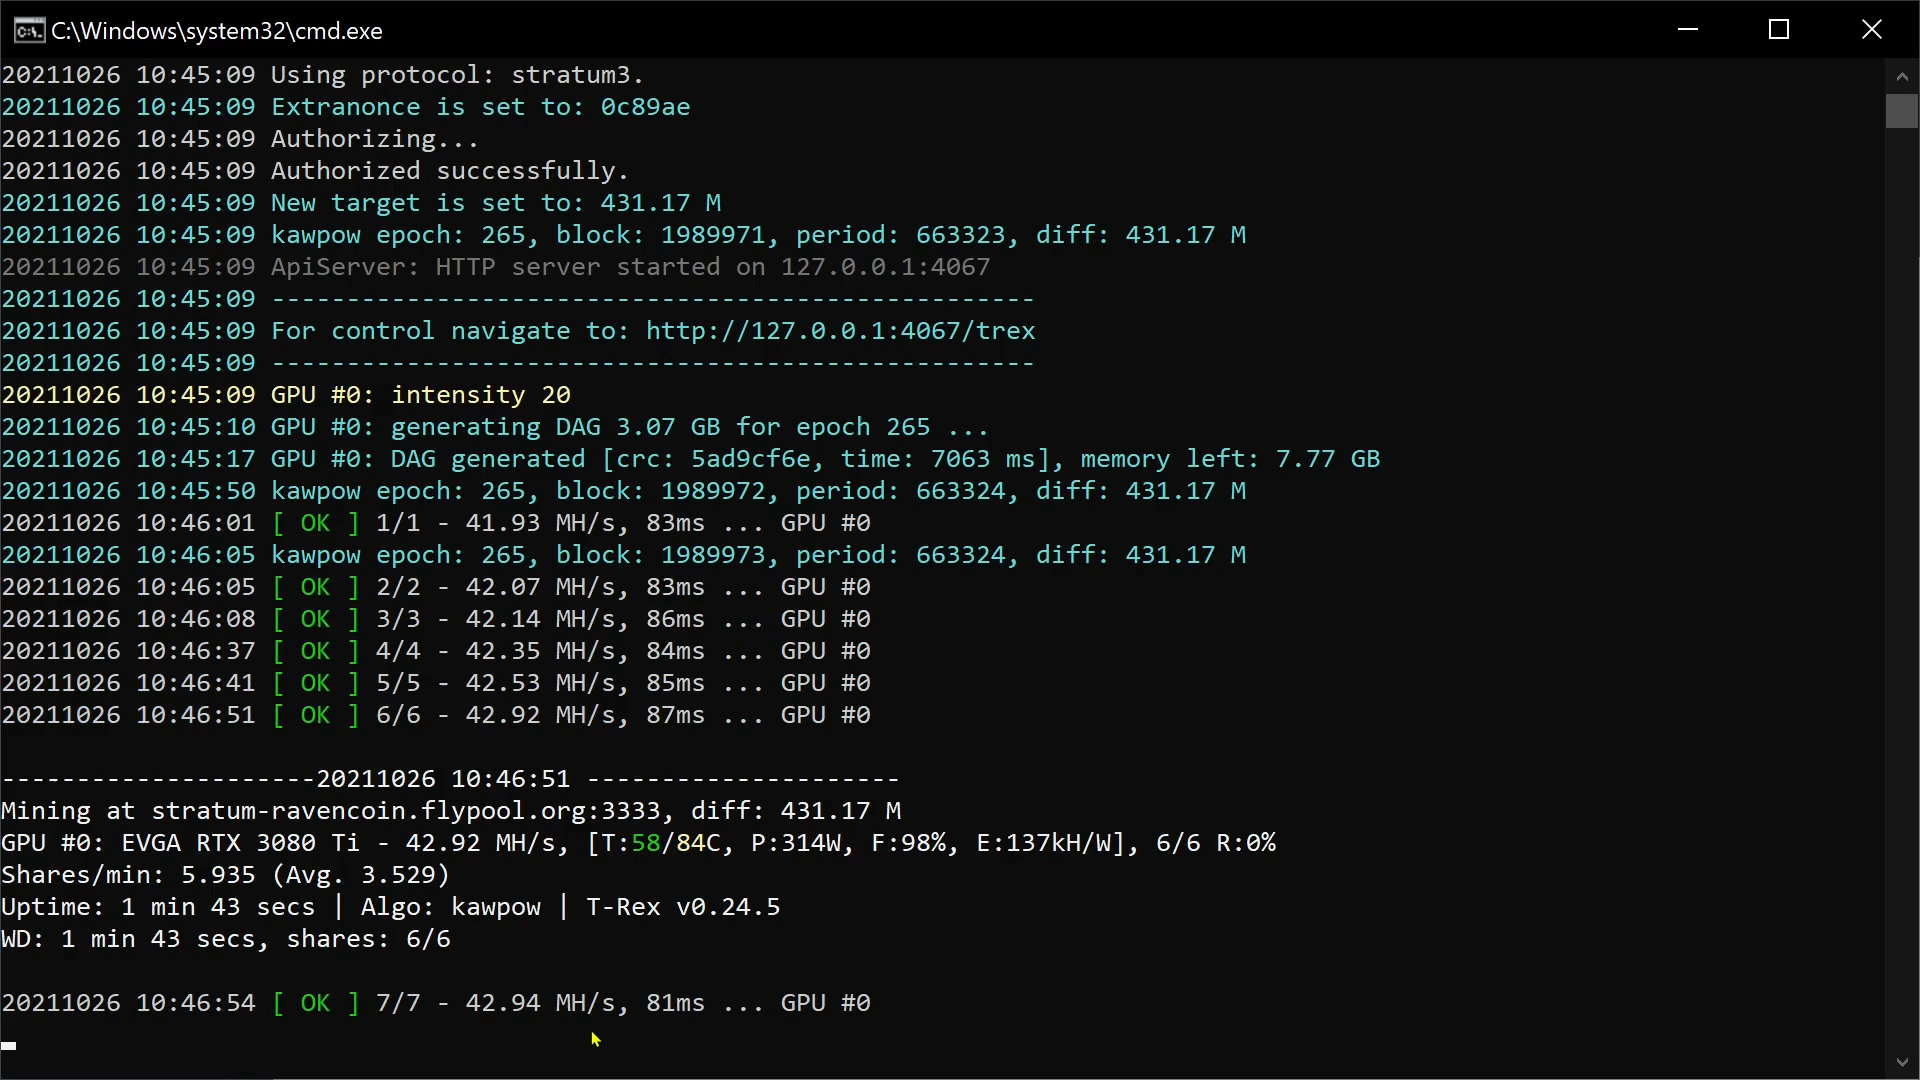 C:\Windows\system32\cmd.exe
20211026 10:45:09 Using protocol: stratum3.
20211026 10:45:09 Extranonce is set to: 0c89ae
20211026 10:45:09 Authorizing...
20211026 10:45:09 Authorized successfully.
20211026 10:45:09 New target is set to: 431.17 M
20211026 10:45:09 kawpow epoch: 265, block: 1989971, period: 663323, diff: 431.17 M
20211026 10:45:09 ApiServer: HTTP server started on 127.0.0.1:4067
20211026 10:45:09 ---------------------------------------------------
20211026 10:45:09 For control navigate to: http://127.0.0.1:4067/trex
20211026 10:45:09 ---------------------------------------------------
20211026 10:45:09 GPU #0: intensity 20
20211026 10:45:10 GPU #0: generating DAG 3.07 GB for epoch 265 ...
20211026 10:45:17 GPU #0: DAG generated [crc: 5ad9cf6e, time: 7063 ms], memory left: 7.77 GB
20211026 10:45:50 kawpow epoch: 265, block: 1989972, period: 663324, diff: 431.17 M
20211026 10:46:01 [ OK ] 1/1 - 41.93 MH/s, 83ms ... GPU #0
20211026 10:46:05 kawpow epoch: 265, block: 1989973, period: 663324, diff: 431.17 M
20211026 10:46:05 [ OK ] 2/2 - 42.07 MH/s, 83ms ... GPU #0
20211026 10:46:08 [ OK ] 3/3 - 42.14 MH/s, 86ms ... GPU #0
20211026 10:46:37 [ OK ] 4/4 - 42.35 MH/s, 84ms ... GPU #0
20211026 10:46:41 [ OK ] 5/5 - 42.53 MH/s, 85ms ... GPU #0
20211026 10:46:51 [ OK ] 6/6 - 42.92 MH/s, 87ms ... GPU #0
---------------------20211026 10:46:51 ---------------------
Mining at stratum-ravencoin.flypool.org:3333, diff: 431.17 M
GPU #0: EVGA RTX 3080 Ti - 42.92 MH/s, [T:58/84C, P:314W, F:98%, E:137kH/W], 6/6 R:0%
Shares/min: 5.935 (Avg. 3.529)
Uptime: 1 min 43 secs | Algo: kawpow | T-Rex v0.24.5
WD: 1 min 43 secs, shares: 6/6
20211026 10:46:54 [ OK ] 7/7 - 42.94 MH/s, 81ms ... GPU #0